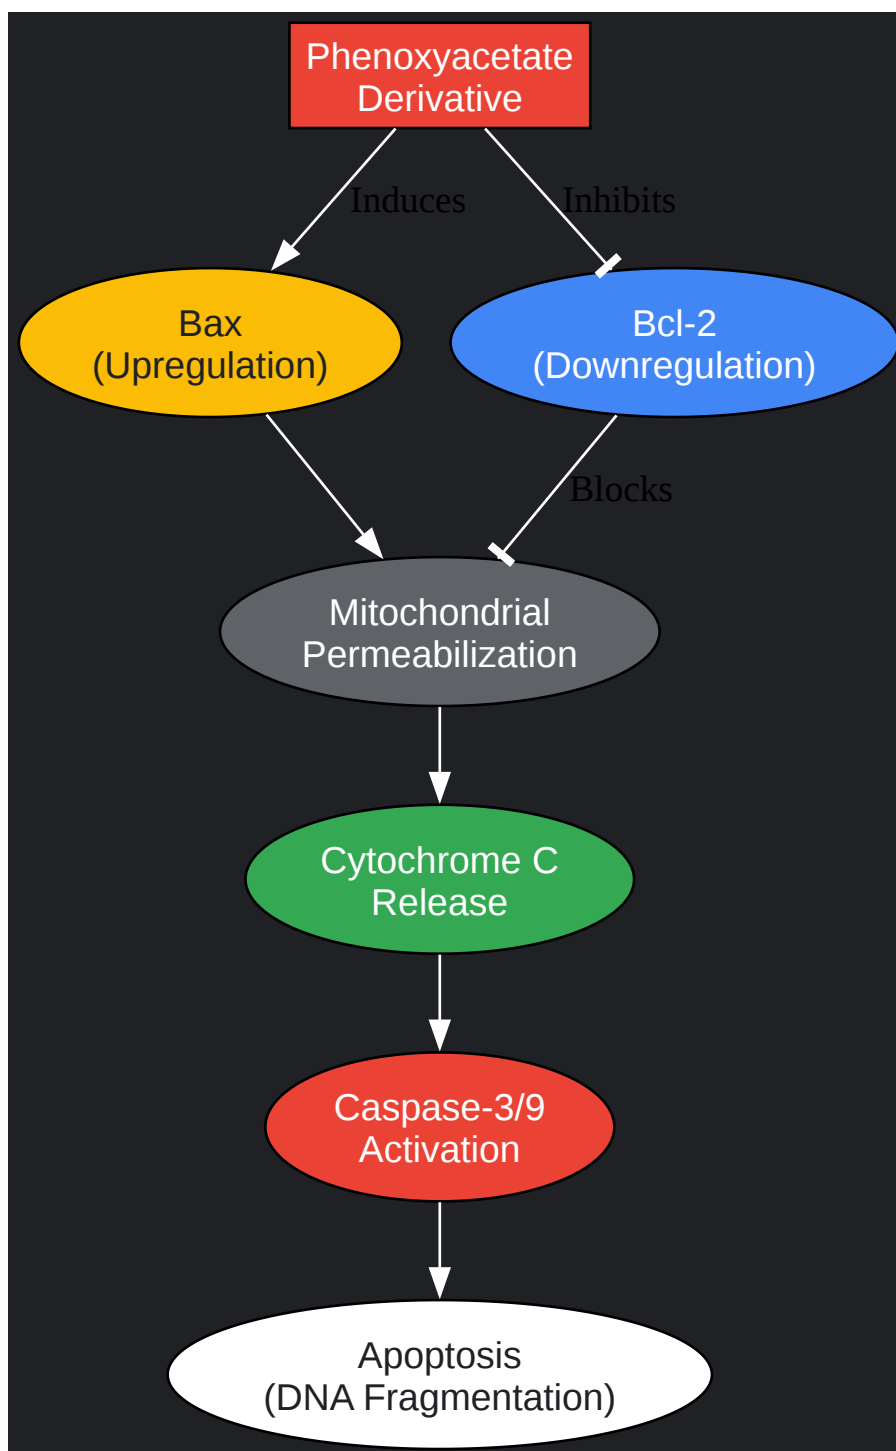 Phenoxyacetate
Derivative
Induces
Inhibits
Bax
(Upregulation)
Bcl-2
(Downregulation)
Blocks
Mitochondrial
Permeabilization
Cytochrome C
Release
Caspase-3/9
Activation
Apoptosis
(DNA Fragmentation)